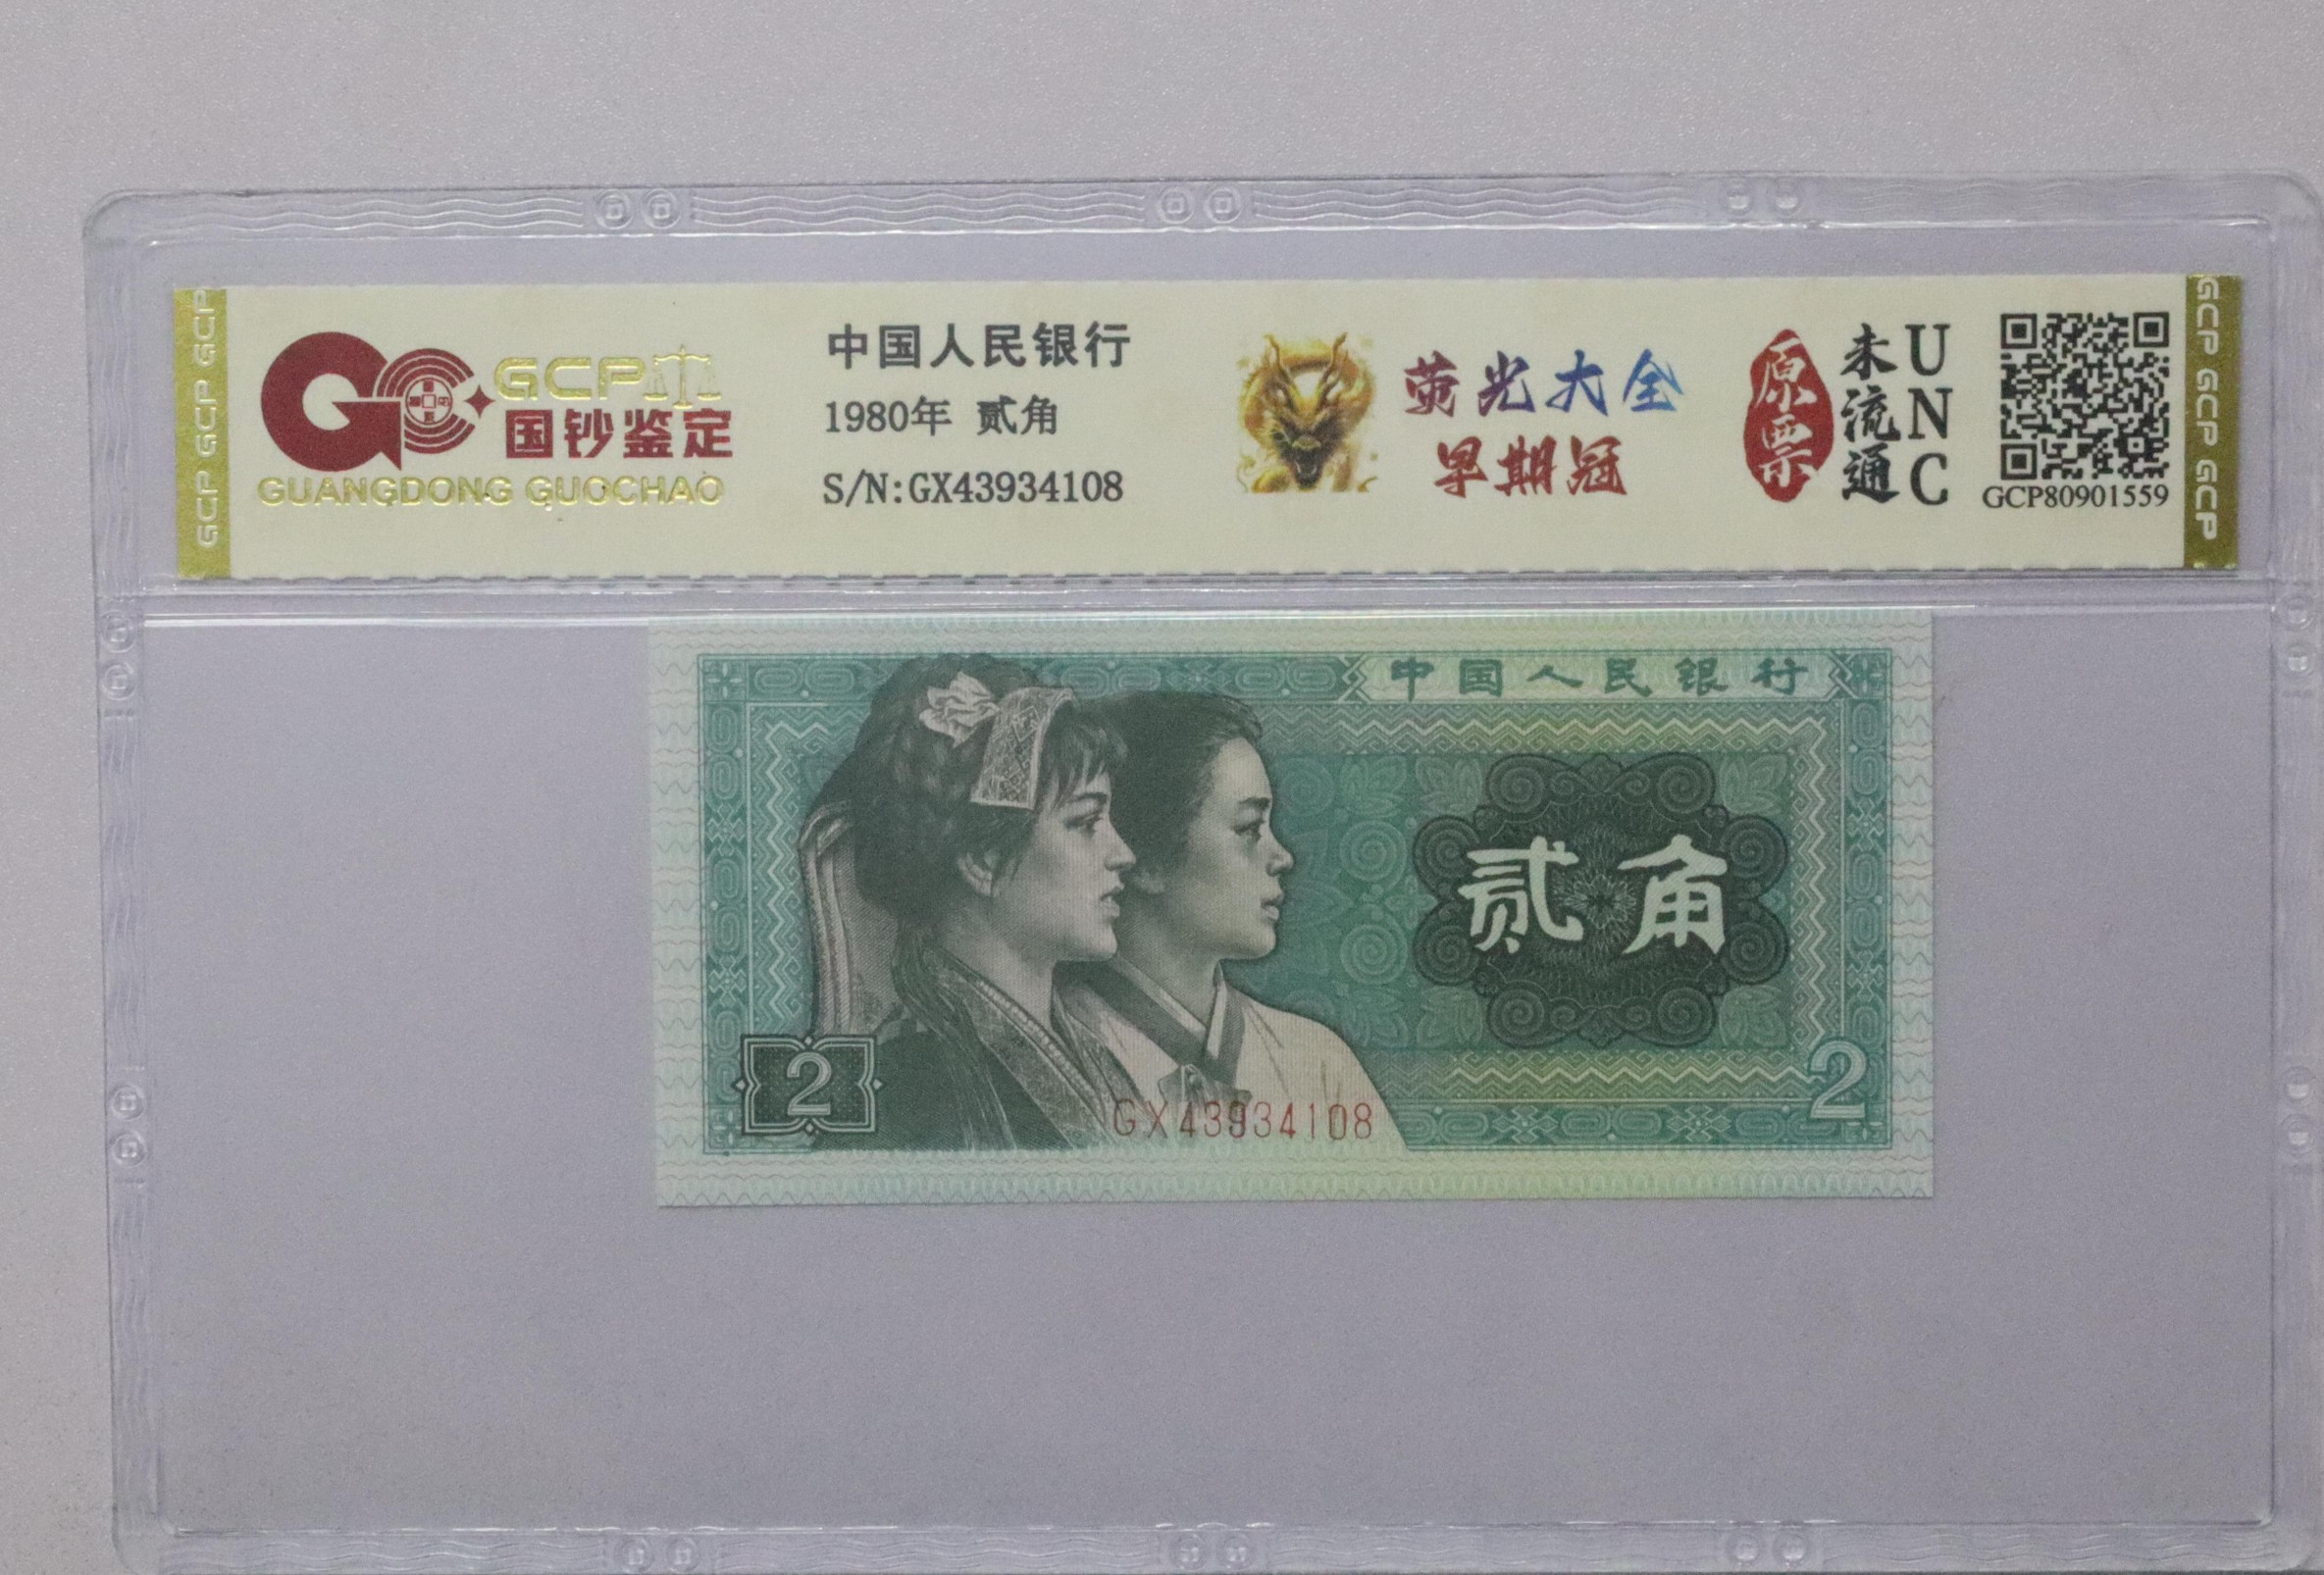 GCP GCP GCP
GCP
国钞鉴定
GUANGDONG GUOCHAO
中国人民银行
1980年 贰角
S/N:GX43934108
荧光大全
早期冠
原票
未流通
UNC
GCP80901559
GCP GCP GCP
中国人民银行
贰角
2
GX43934108
2